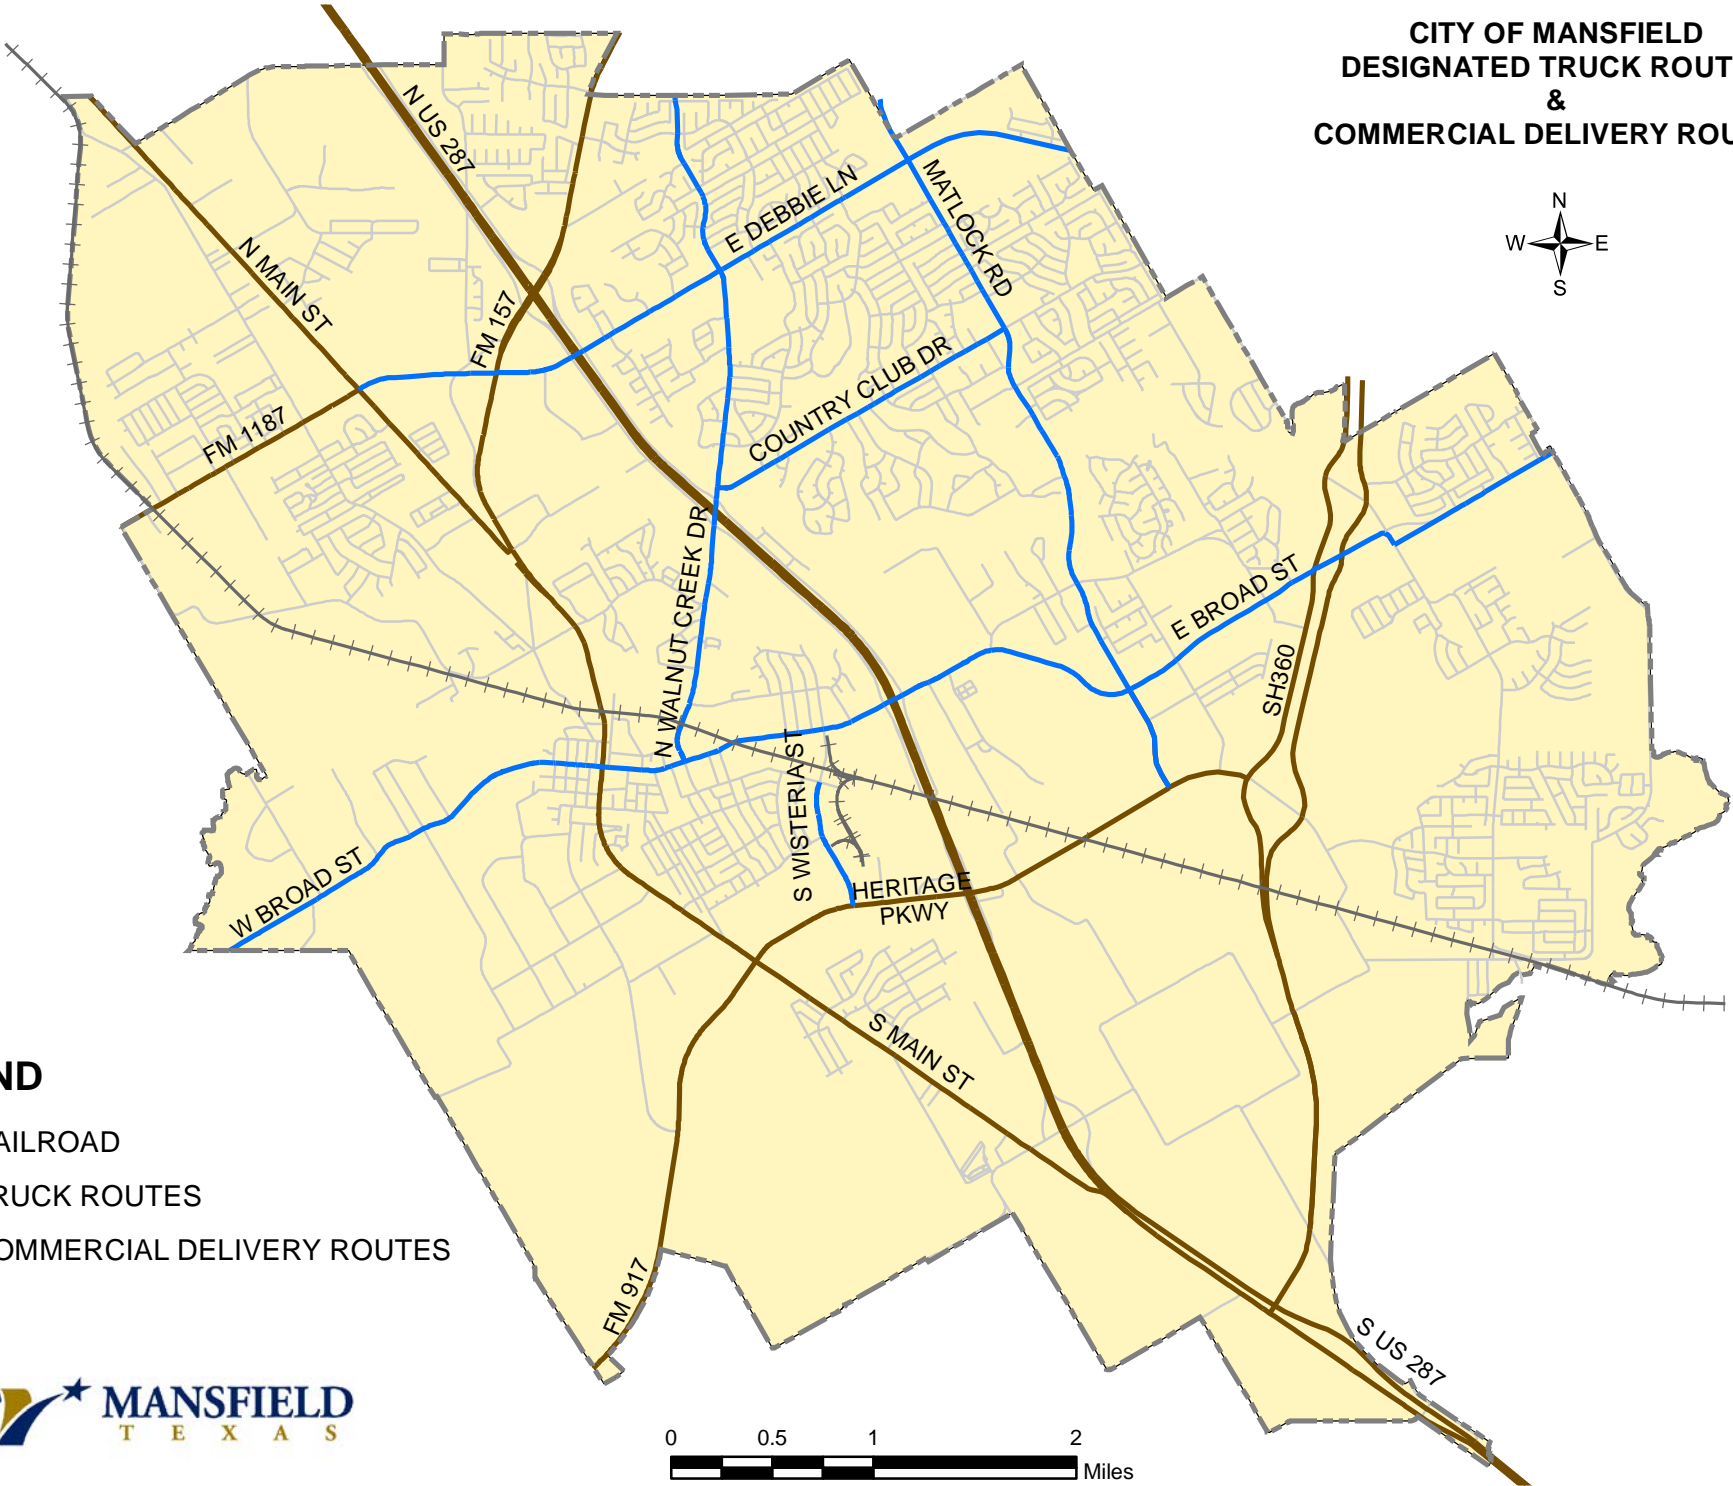 CITY OF MANSFIELD
DESIGNATED TRUCK ROUT
&
COMMERCIAL DELIVERY ROU
N
W E
S
N US 287
N MAIN ST
FM 157
E DEBBIE LN
MATLOCK RD
COUNTRY CLUB DR
FM 1187
N WALNUT CREEK DR
E BROAD ST
SH360
S WISTERIA ST
W BROAD ST
HERITAGE
PKWY
S MAIN ST
FM 917
S US 287
ND
AILROAD
RUCK ROUTES
OMMERCIAL DELIVERY ROUTES
MANSFIELD
TEXAS
0 0.5 1 2
Miles